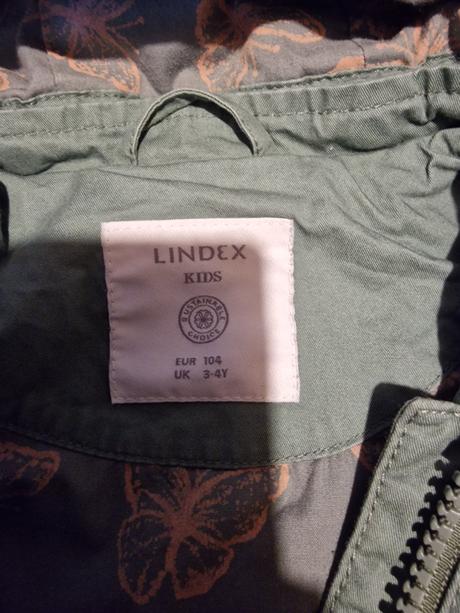 LINDEX
KIDS
SUSTAINABLE
CHOICE
EUR 104
UK 3-4Y